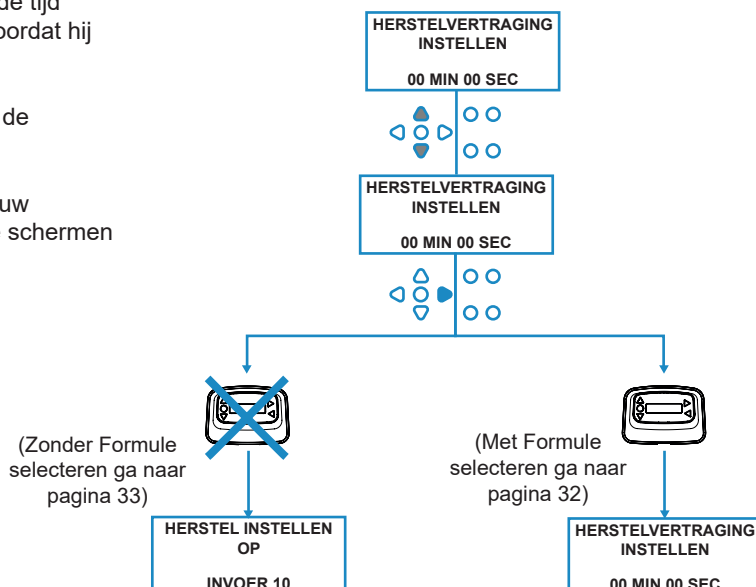 de tijd
oordat hij
de
uw
schermen
HERSTELVERTRAGING
INSTELLEN
00 MIN 00 SEC
HERSTELVERTRAGING
INSTELLEN
00 MIN 00 SEC
(Zonder Formule
selecteren ga naar
pagina 33)
(Met Formule
selecteren ga naar
pagina 32)
HERSTEL INSTELLEN
OP
INVOER 10
HERSTELVERTRAGING
INSTELLEN
00 MIN 00 SEC